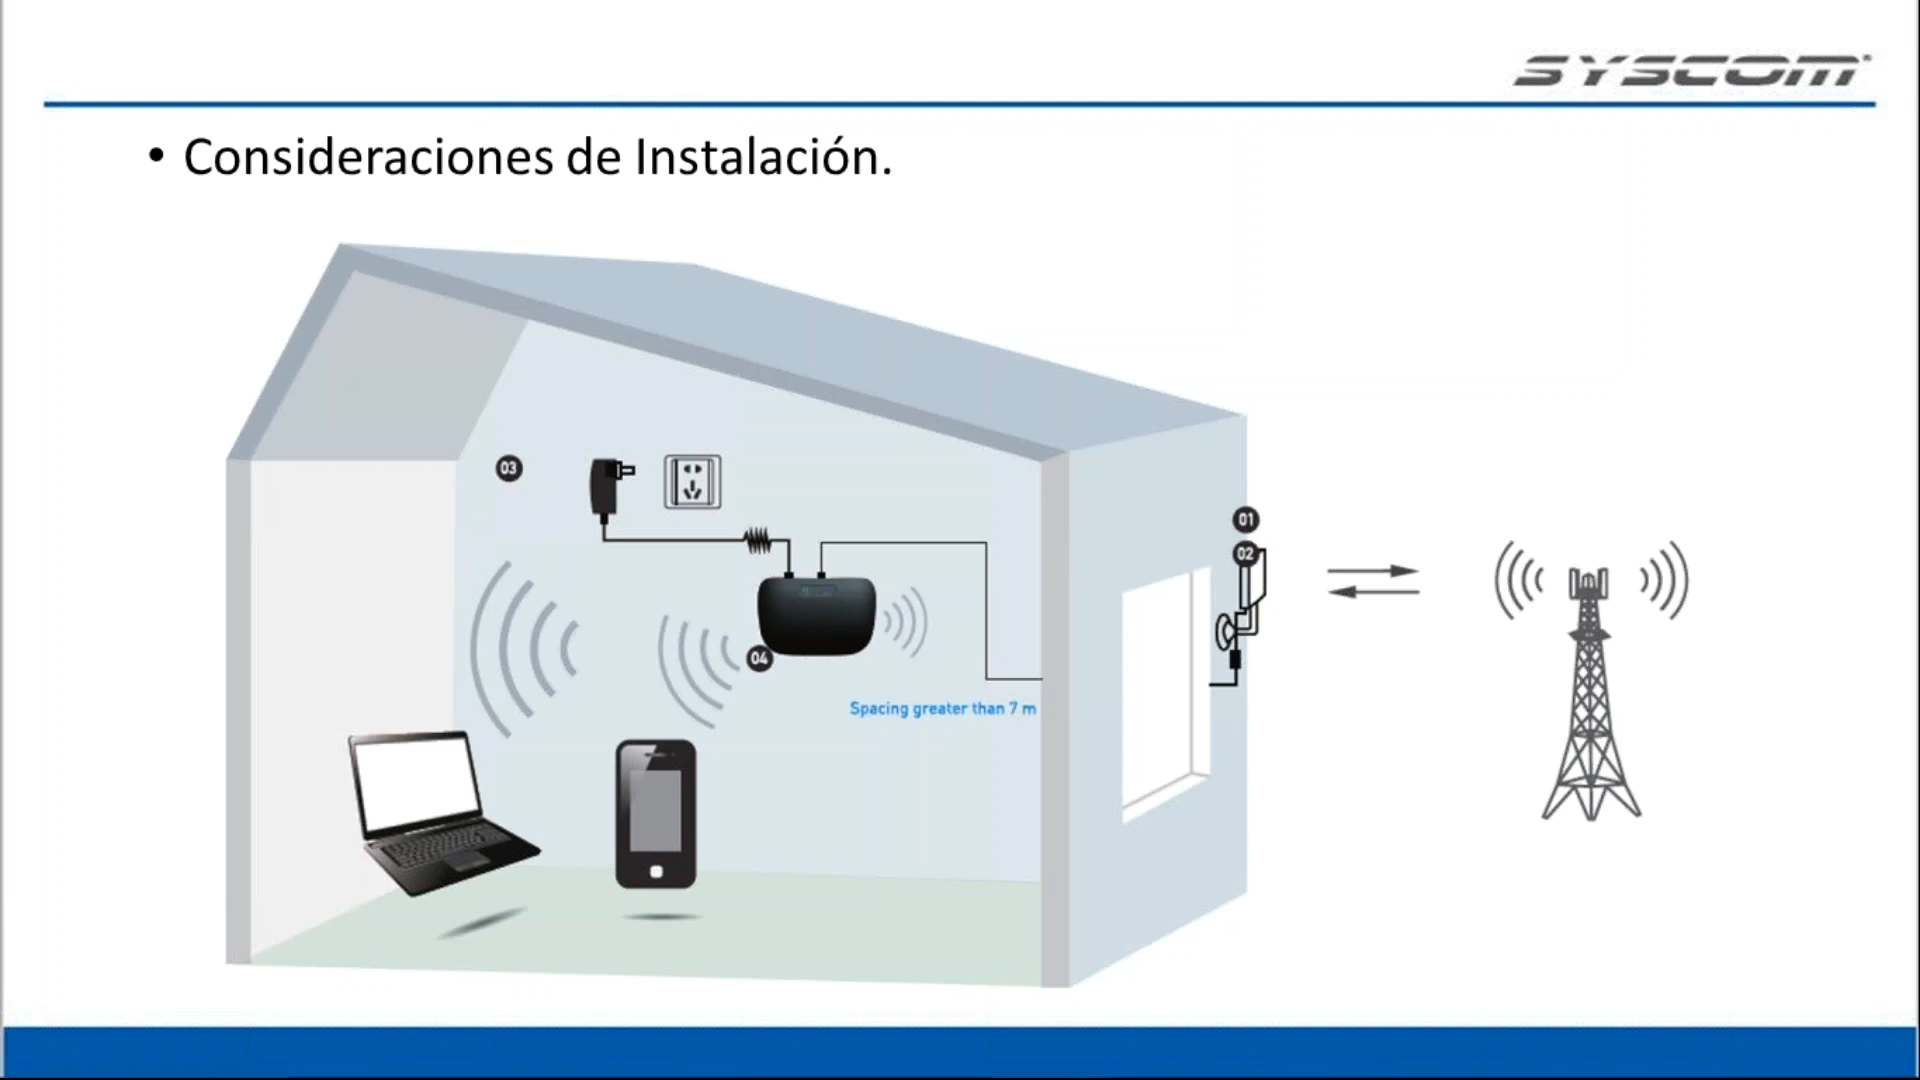 SYSCOM®
• Consideraciones de Instalación.
03
01
02
04
Spacing greater than 7 m